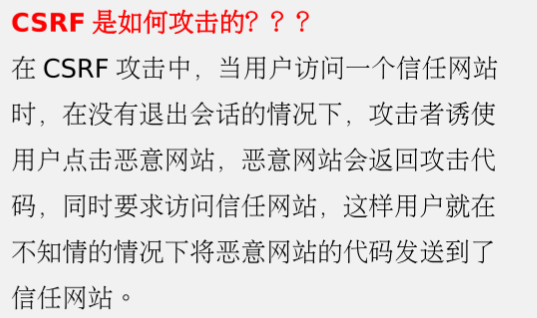 CSRF 是如何攻击的？？？
在 CSRF 攻击中，当用户访问一个信任网站
时，在没有退出会话的情况下，攻击者诱使
用户点击恶意网站，恶意网站会返回攻击代
码，同时要求访问信任网站，这样用户就在
不知情的情况下将恶意网站的代码发送到了
信任网站。